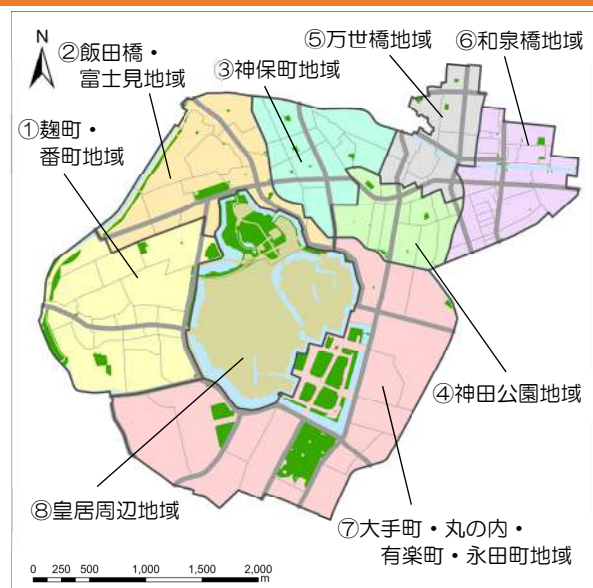 N
②飯田橋・
富士見地域
⑤万世橋地域
⑥和泉橋地域
③神保町地域
①麹町・
番町地域
④神田公園地域
⑧皇居周辺地域
⑦大手町・丸の内・
有楽町・永田町地域
0 250 500 1,000 1,500 2,000
m